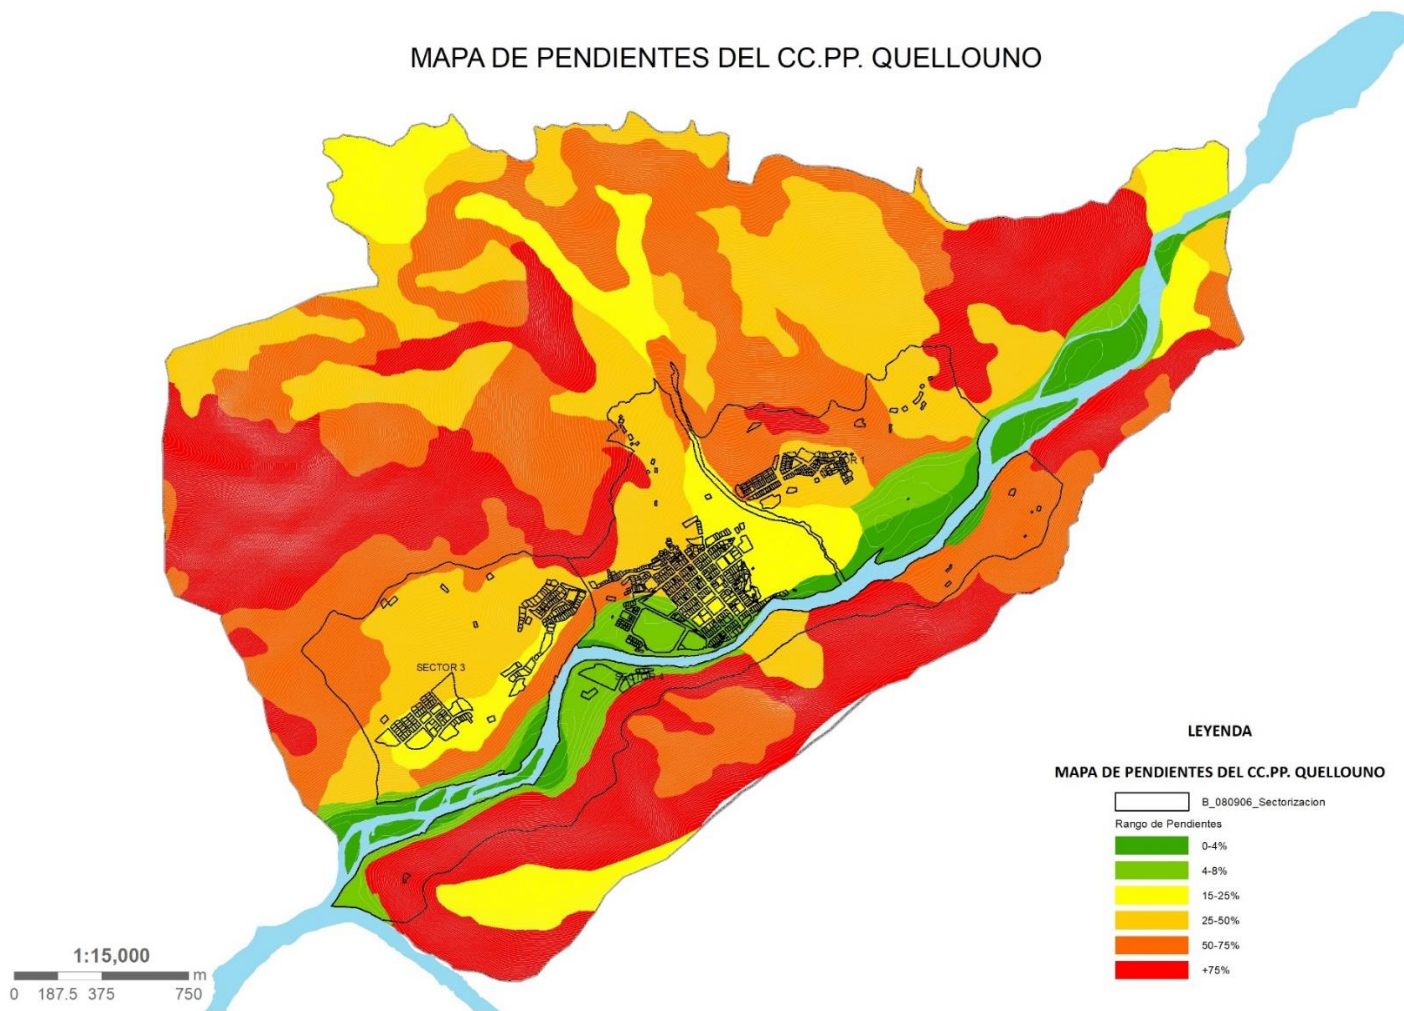 MAPA DE PENDIENTES DEL CC.PP. QUELLOUNO
SECTOR 3
LEYENDA
MAPA DE PENDIENTES DEL CC.PP. QUELLOUNO
B_080906_Sectorizacion
Rango de Pendientes
0-4%
4-8%
15-25%
25-50%
50-75%
+75%
1:15,000
m
0 187.5 375 750